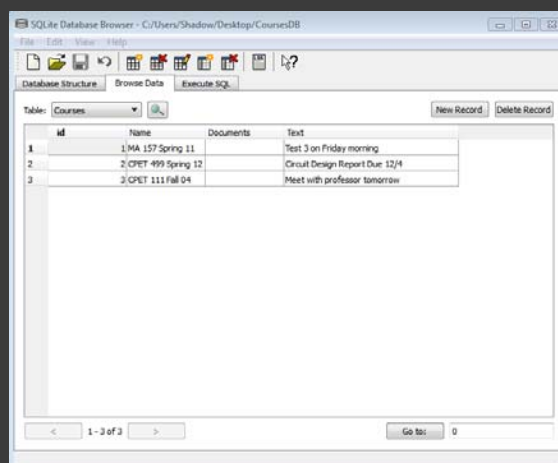 SQLite Database Browser - C:/Users/Shadow/Desktop/CoursesDB
File Edit View Help
Database Structure Browse Data Execute SQL
Table: Courses New Record Delete Record
id Name Documents Text
1 1 MA 157 Spring 11 Test 3 on Friday morning
2 2 CPET 499 Spring 12 Circuit Design Report Due 12/4
3 3 CPET 111 Fall 04 Meet with professor tomorrow
< 1 - 3 of 3 > Go to: 0